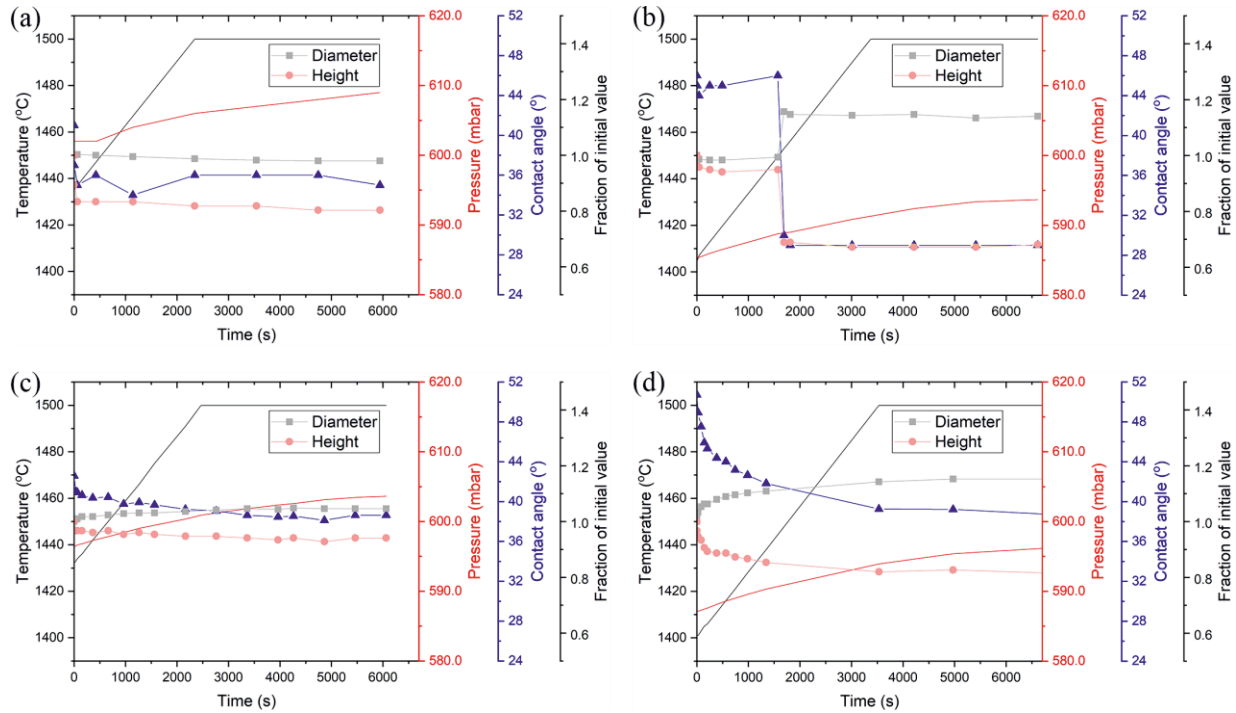 (a)
1500
1480
1460
1440
1420
1400
Temperature (°C)
0 1000 2000 3000 4000 5000 6000
Time (s)
Diameter
Height
620.0
610.0
600.0
590.0
580.0
Pressure (mbar)
52
48
44
40
36
32
28
24
Contact angle (°)
1.4
1.2
1.0
0.8
0.6
Fraction of initial value
(b)
1500
1480
1460
1440
1420
1400
Temperature (°C)
0 1000 2000 3000 4000 5000 6000
Time (s)
Diameter
Height
620.0
610.0
600.0
590.0
580.0
Pressure (mbar)
52
48
44
40
36
32
28
24
Contact angle (°)
1.4
1.2
1.0
0.8
0.6
Fraction of initial value
(c)
1500
1480
1460
1440
1420
1400
Temperature (°C)
0 1000 2000 3000 4000 5000 6000
Time (s)
Diameter
Height
620.0
610.0
600.0
590.0
580.0
Pressure (mbar)
52
48
44
40
36
32
28
24
Contact angle (°)
1.4
1.2
1.0
0.8
0.6
Fraction of initial value
(d)
1500
1480
1460
1440
1420
1400
Temperature (°C)
0 1000 2000 3000 4000 5000 6000
Time (s)
Diameter
Height
620.0
610.0
600.0
590.0
580.0
Pressure (mbar)
52
48
44
40
36
32
28
24
Contact angle (°)
1.4
1.2
1.0
0.8
0.6
Fraction of initial value